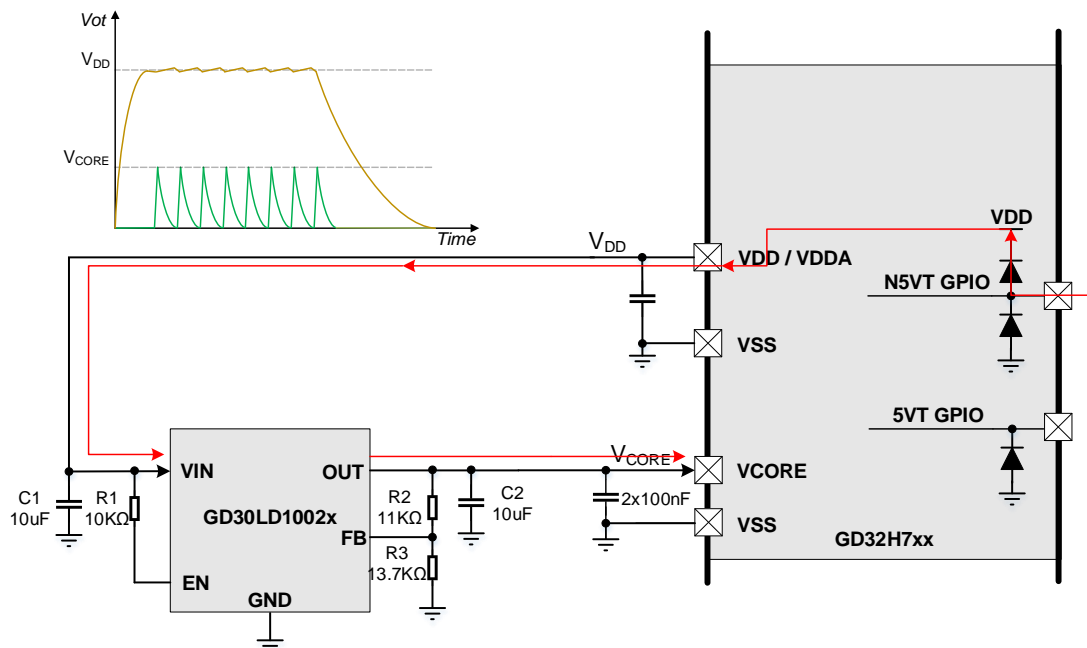 Vot
VDD
VCORE
Time
VDD
VDD / VDDA
VDD
N5VT GPIO
VSS
5VT GPIO
VIN
OUT
VCORE
VCORE
C1
10uF
R1
10KΩ
R2
11KΩ
C2
10uF
2x100nF
GD30LD1002x
FB
VSS
R3
13.7KΩ
GD32H7xx
EN
GND